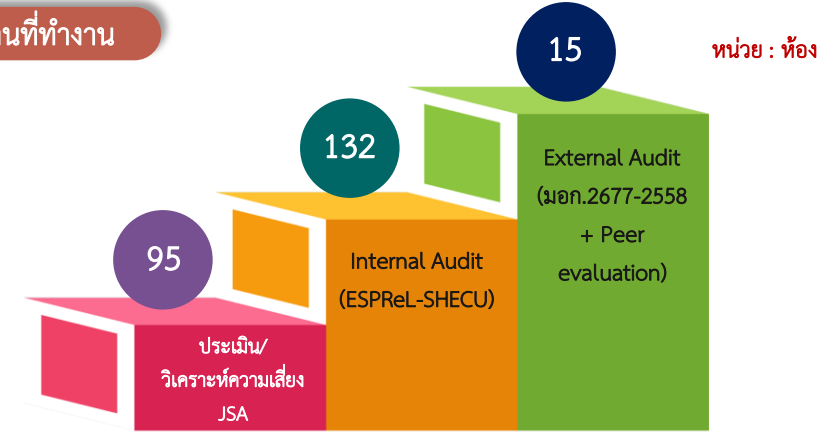 นที่ทำงาน
15
หน่วย : ห้อง
132
External Audit
(มอก.2677-2558
+ Peer
evaluation)
95
Internal Audit
(ESPReL-SHECU)
ประเมิน/
วิเคราะห์ความเสี่ยง
JSA